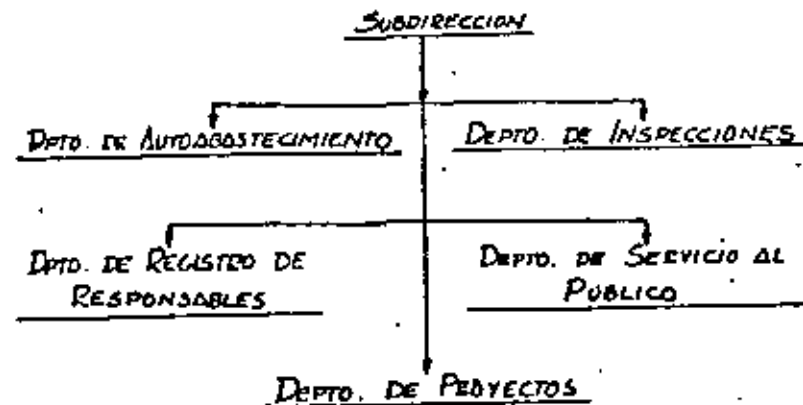 SUBDIRECCION
DPTO. DE AUTOABASTECIMIENTO
DEPTO. DE INSPECCIONES
DPTO. DE REGISTRO DE
RESPONSABLES
DEPTO. DE SERVICIO AL
PUBLICO
DEPTO. DE PROYECTOS